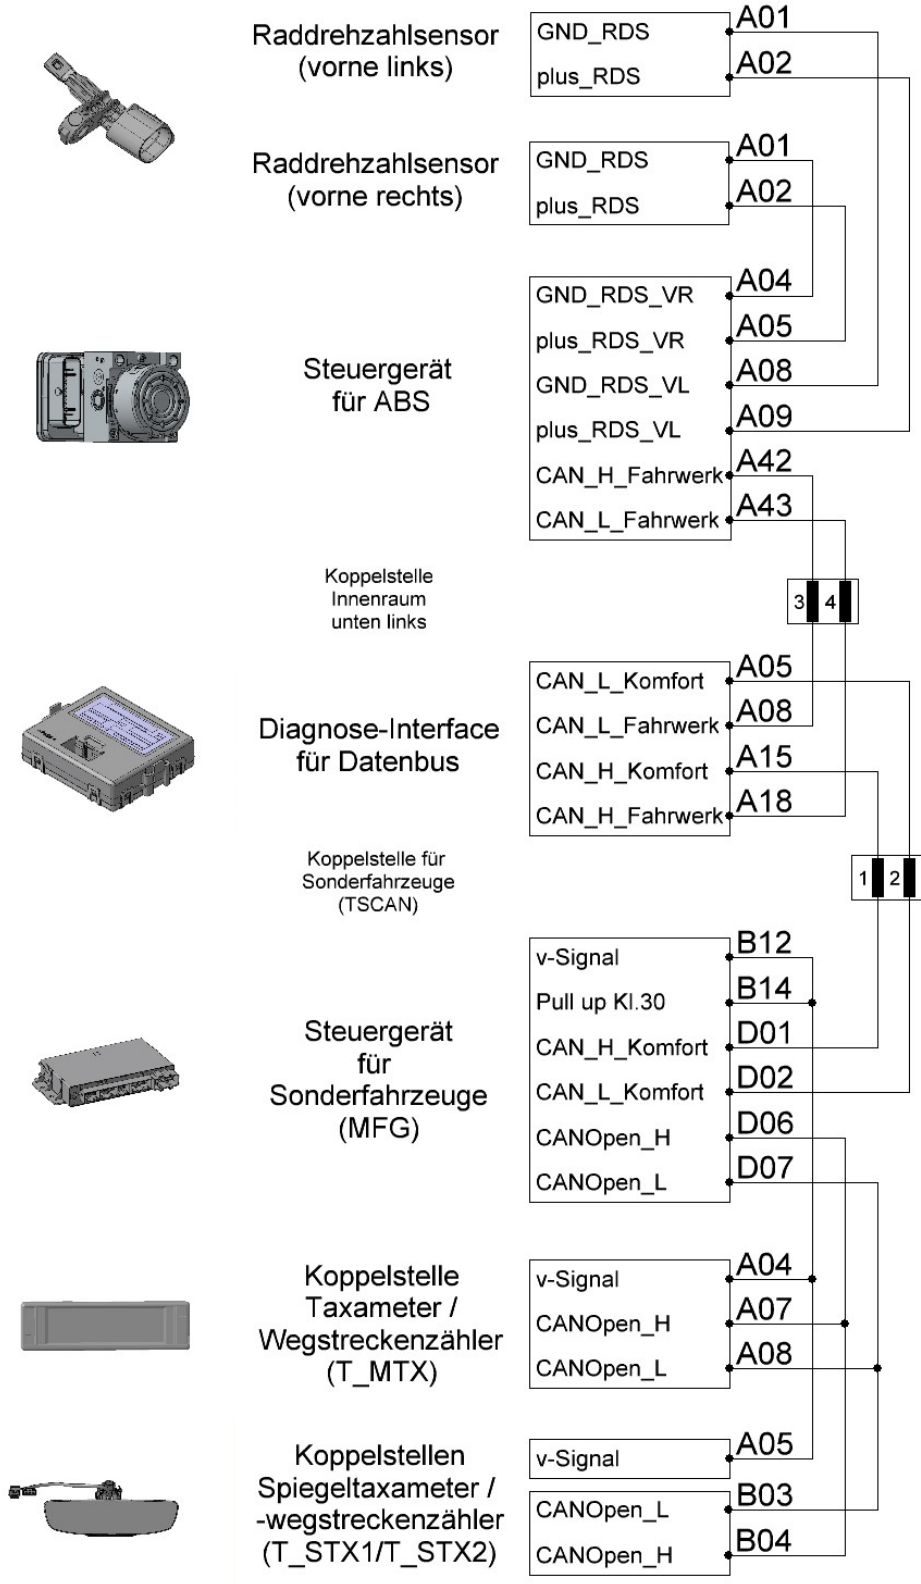 Raddrehzahlsensor
(vorne links)
GND_RDS A01
plus_RDS A02
Raddrehzahlsensor
(vorne rechts)
GND_RDS A01
plus_RDS A02
Steuergerät
für ABS
GND_RDS_VR A04
plus_RDS_VR A05
GND_RDS_VL A08
plus_RDS_VL A09
CAN_H_Fahrwerk A42
CAN_L_Fahrwerk A43
Koppelstelle
Innenraum
unten links
3 4
Diagnose-Interface
für Datenbus
CAN_L_Komfort A05
CAN_L_Fahrwerk A08
CAN_H_Komfort A15
CAN_H_Fahrwerk A18
Koppelstelle für
Sonderfahrzeuge
(TSCAN)
1 2
Steuergerät
für
Sonderfahrzeuge
(MFG)
v-Signal B12
Pull up Kl.30 B14
CAN_H_Komfort D01
CAN_L_Komfort D02
CANOpen_H D06
CANOpen_L D07
Koppelstelle
Taxameter /
Wegstreckenzähler
(T_MTX)
v-Signal A04
CANOpen_H A07
CANOpen_L A08
Koppelstellen
Spiegeltaxameter /
-wegstreckenzähler
(T_STX1/T_STX2)
v-Signal A05
CANOpen_L B03
CANOpen_H B04